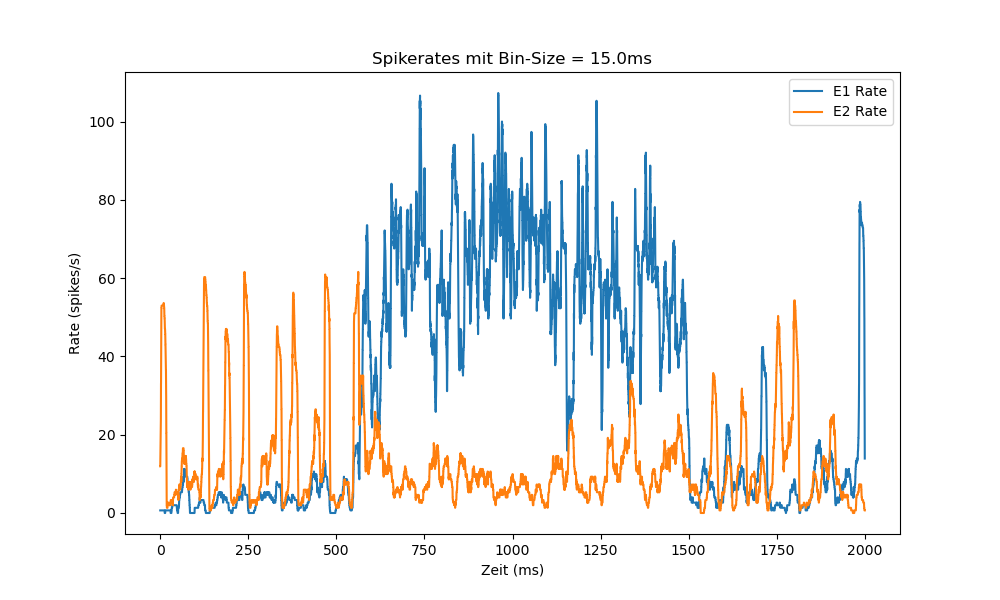 Spikerates mit Bin-Size = 15.0ms
E1 Rate
E2 Rate
Rate (spikes/s)
100
80
60
40
20
0
0 250 500 750 1000 1250 1500 1750 2000
Zeit (ms)